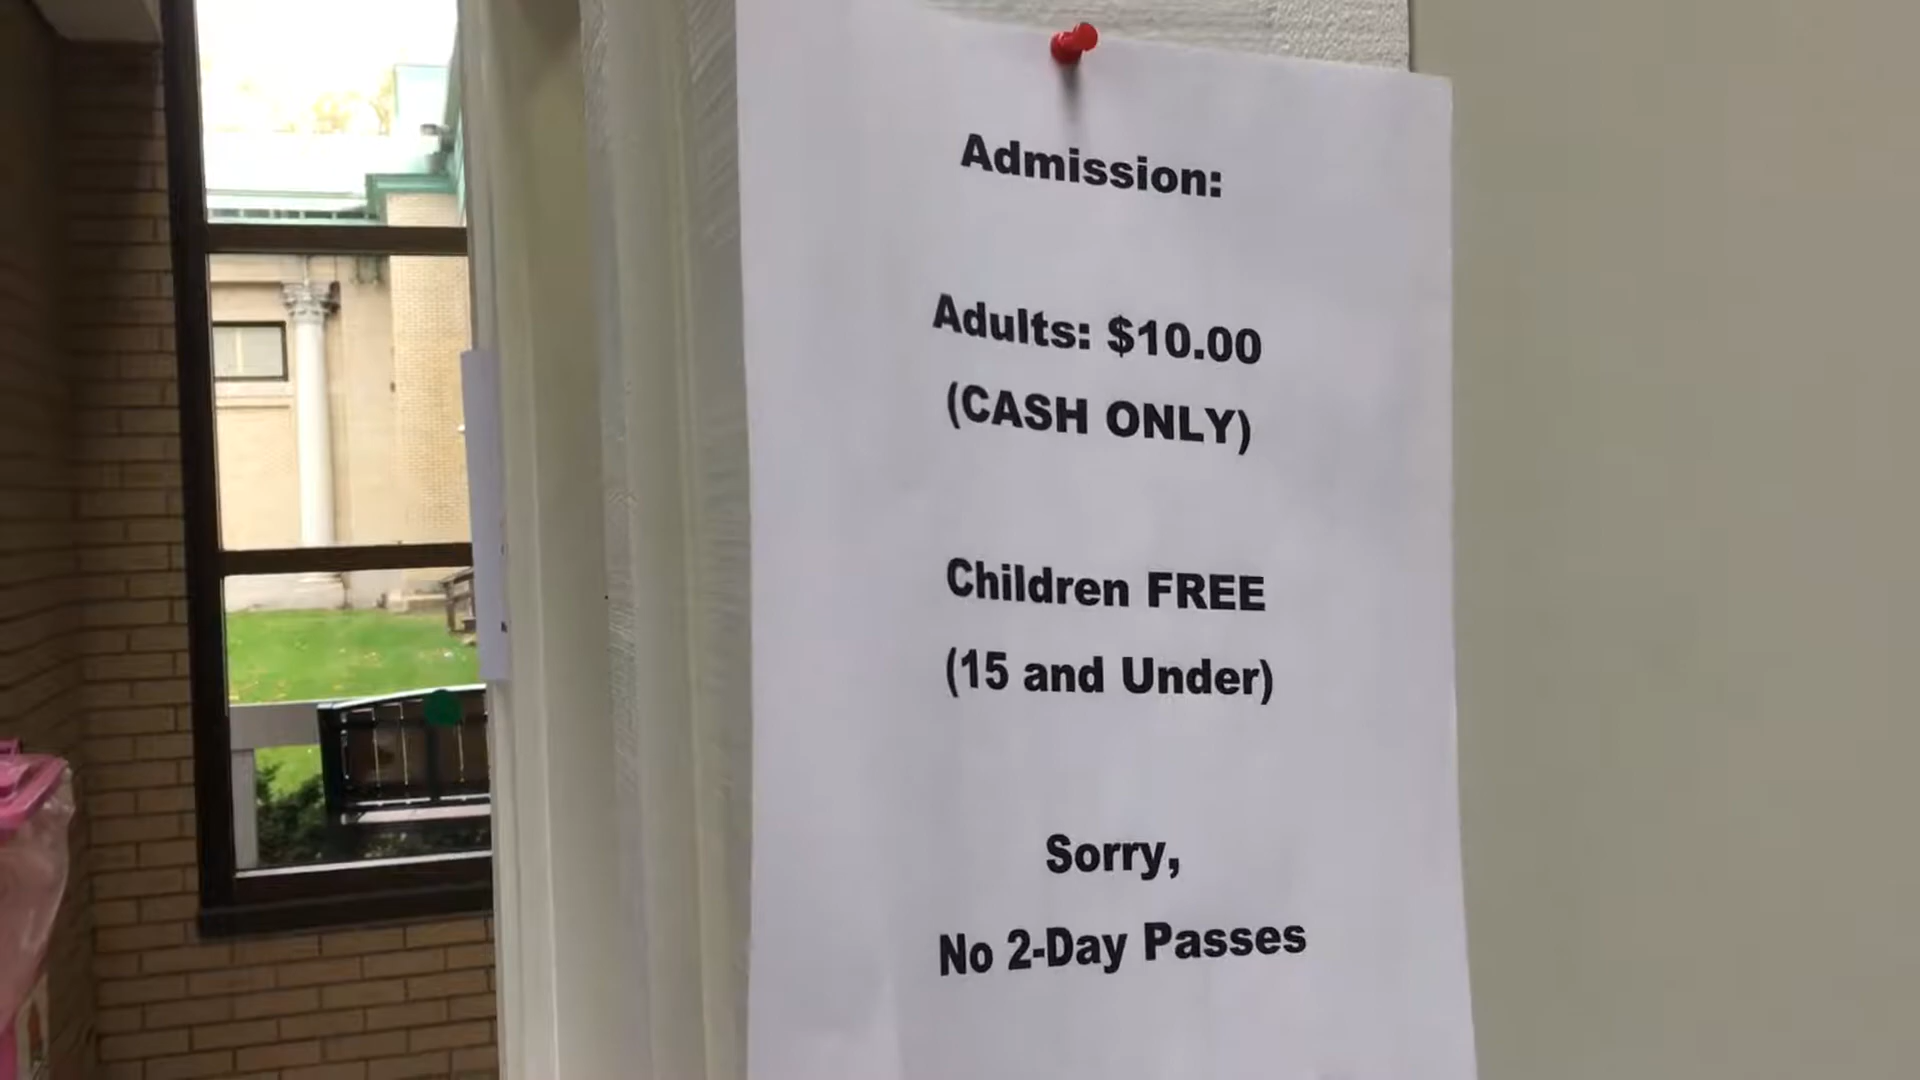 Admission:
Adults: $10.00
(CASH ONLY)
Children FREE
(15 and Under)
Sorry,
No 2-Day Passes